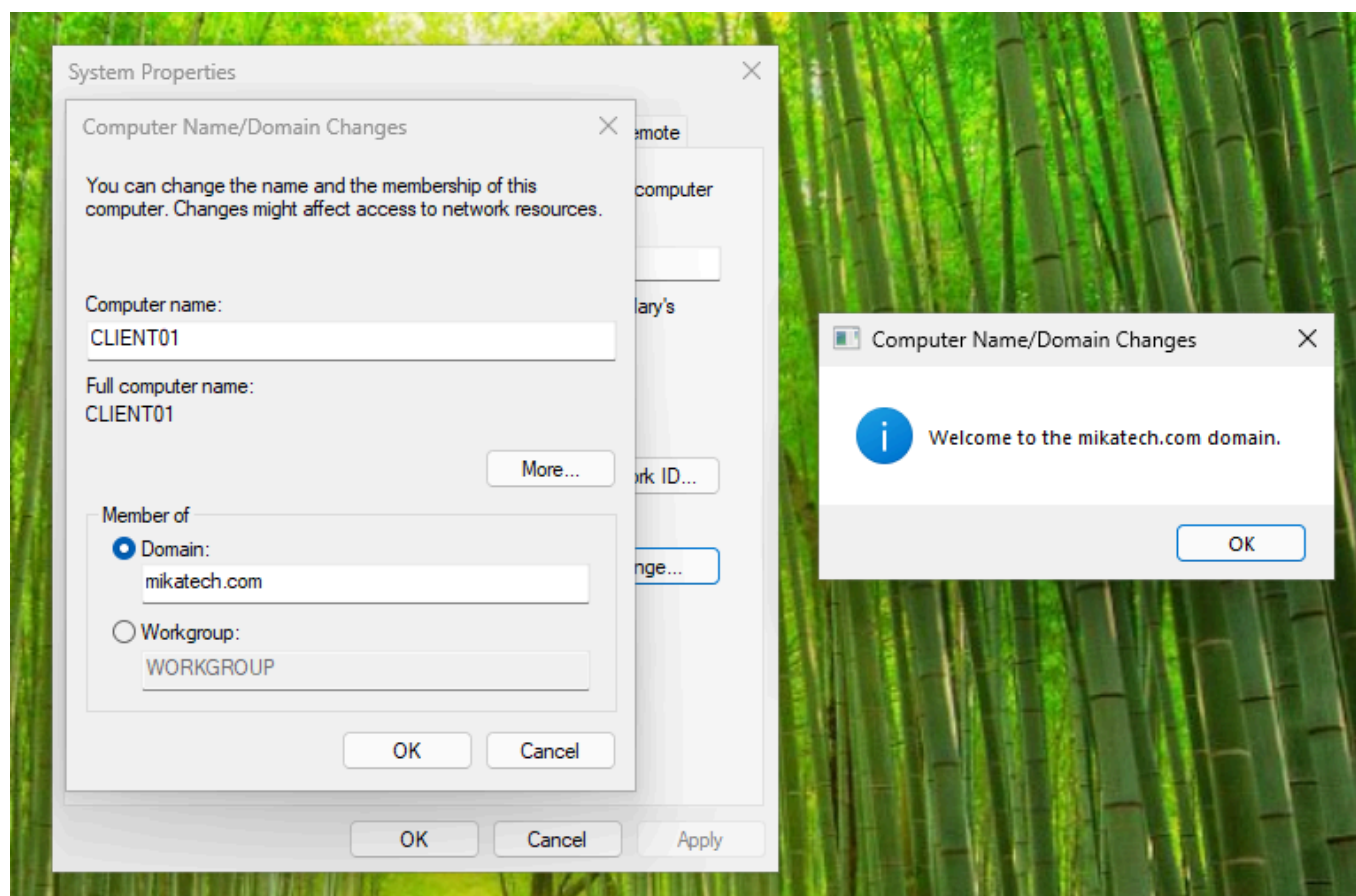 System Properties
Computer Name/Domain Changes
emote
You can change the name and the membership of this
computer. Changes might affect access to network resources.
computer
Computer name:
lary's
CLIENT01
Full computer name:
CLIENT01
More...
ork ID...
Member of
Domain:
nge...
mikatech.com
Workgroup:
WORKGROUP
OK
Cancel
OK
Cancel
Apply
Computer Name/Domain Changes
Welcome to the mikatech.com domain.
OK